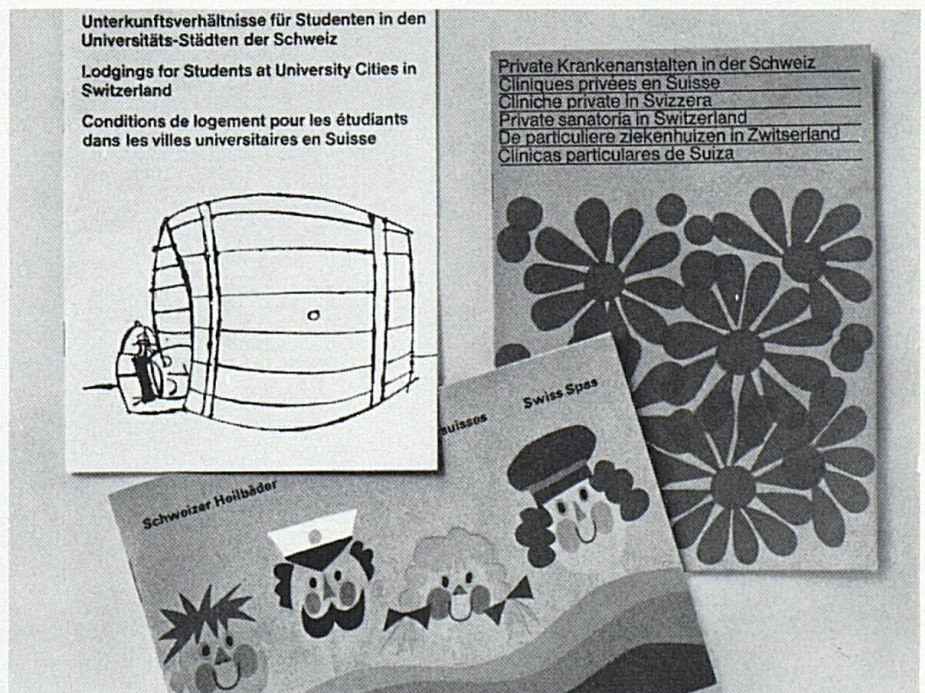 Unterkunftsverhältnisse für Studenten in den
Universitäts-Städten der Schweiz
Lodgings for Students at University Cities in
Switzerland
Conditions de logement pour les étudiants
dans les villes universitaires en Suisse
Private Krankenanstalten in der Schweiz
Cliniques privées en Suisse
Cliniche private in Svizzera
Private sanatoria in Switzerland
De particuliere ziekenhuizen in Zwitserland
Clinicas particulares de Suiza
Schweizer Heilbäder
suisses
Swiss Spas